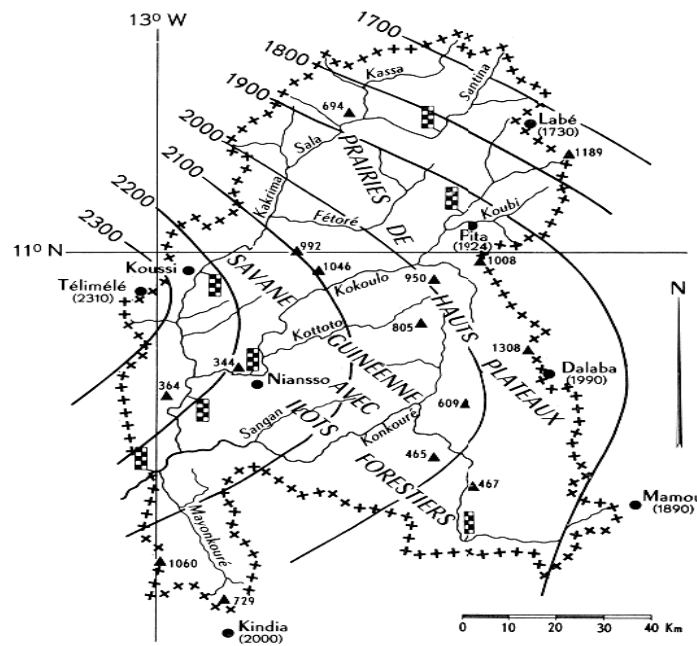 13° W
1700
1800
1900
2000
2100
2200
2300
Kassa
Santina
694
Labé
(1730)
Sala
1189
PRAIRIES DE HAUTS PLATEAUX
Kakrima
Fétoré
Koubi
Pita
(1924)
11° N
992
1008
Koussi
SAVANE GUINÉENNE AVEC ILOTS FORESTIERS
1046
950
N
Télimélé
(2310)
Kokoulo
Kottoto
805
1308
344
Dalaba
(1990)
Niansso
364
609
Sangan
Konkouré
465
467
Mamou
(1890)
Mayonkouré
1060
729
Kindia
(2000)
0 10 20 30 40 Km